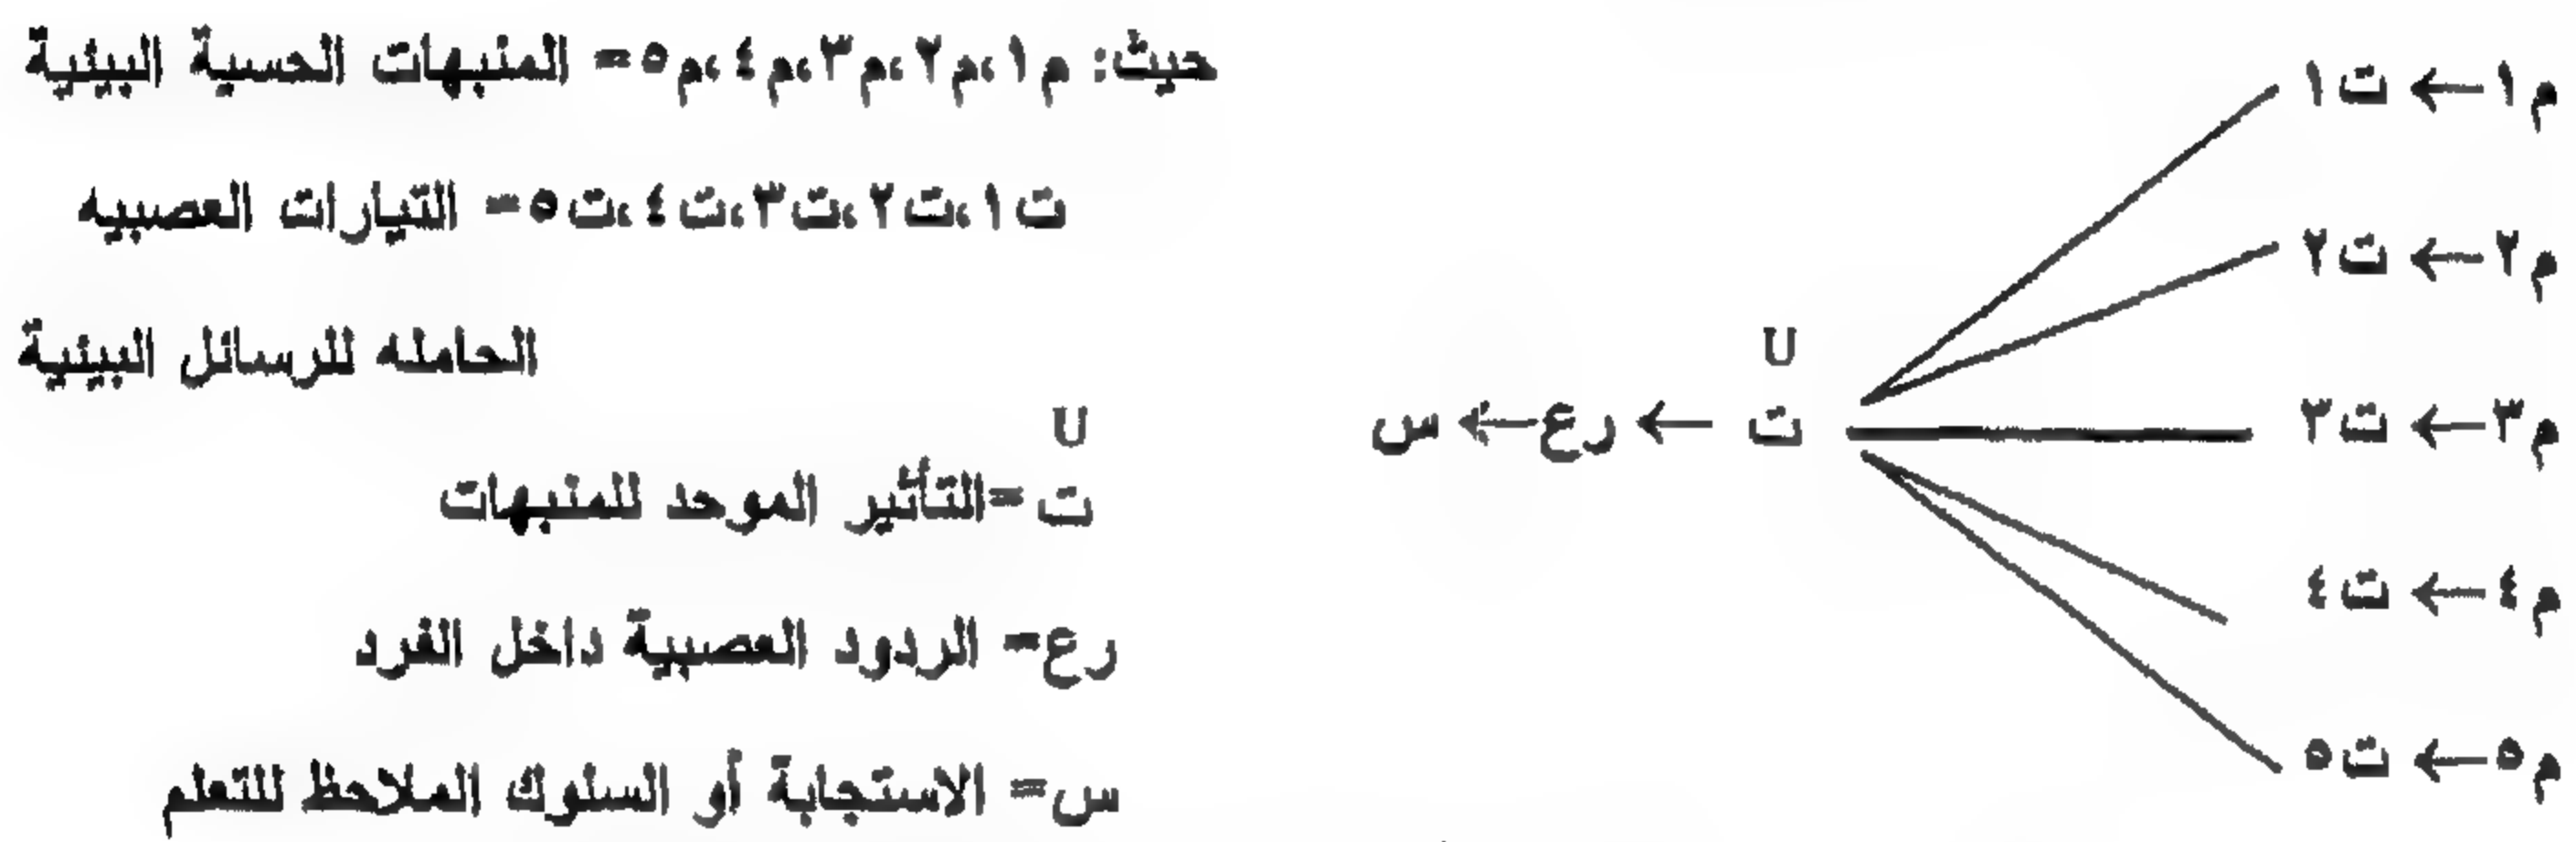 م١ ← ت١
م٢ ← ت٢
م٣ ← ت٣
م٤ ← ت٤
م٥ ← ت٥
U
ت ← رع ← س
حيث: م١،م٢،م٣،م٤،م٥= المنبهات الحسية البيئية
ت١،ت٢،ت٣،ت٤،ت٥= التيارات العصبيه
الحامله للرسائل البيئية
U
ت =التأثير الموحد للمنبهات
رع= الردود العصبية داخل الفرد
س= الاستجابة أو السلوك الملاحظ للتعلم